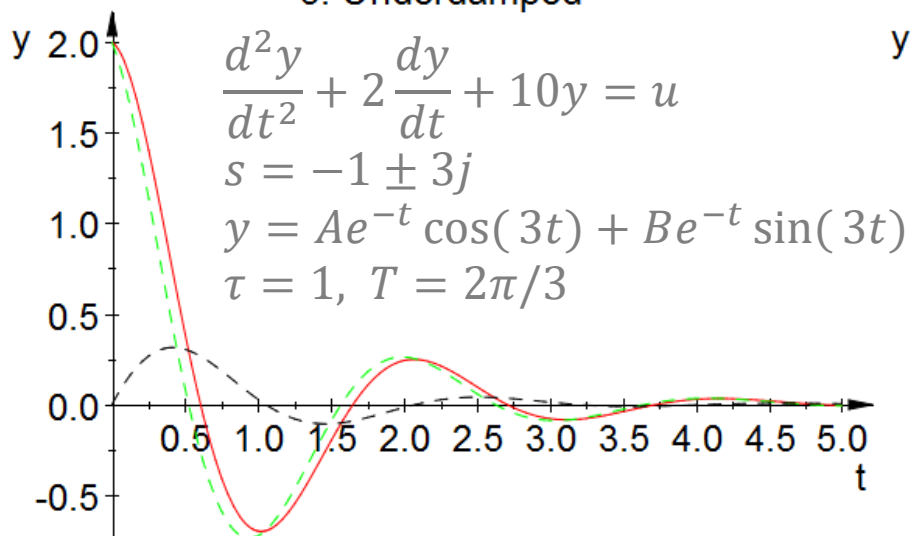 3. Underdamped
y 2.0 y
d²y/dt² + 2 dy/dt + 10y = u
1.5
s = −1 ± 3j
1.0
y = Ae⁻ᵗ cos( 3t) + Be⁻ᵗ sin( 3t)
τ = 1, T = 2π/3
0.5
0.0
0.5 1.0 1.5 2.0 2.5 3.0 3.5 4.0 4.5 5.0
t
-0.5